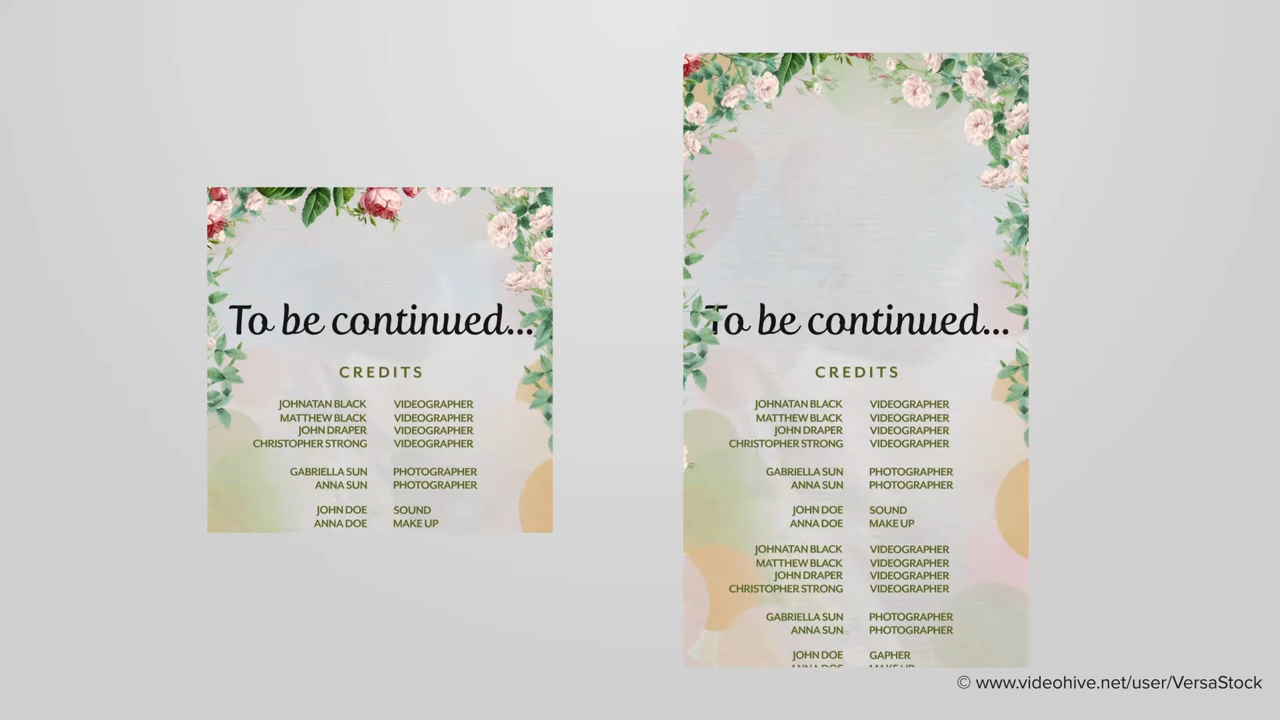 To be continued...
CREDITS
JOHNATAN BLACK VIDEOGRAPHER
MATTHEW BLACK VIDEOGRAPHER
JOHN DRAPER VIDEOGRAPHER
CHRISTOPHER STRONG VIDEOGRAPHER
GABRIELLA SUN PHOTOGRAPHER
ANNA SUN PHOTOGRAPHER
JOHN DOE SOUND
ANNA DOE MAKE UP
To be continued...
CREDITS
JOHNATAN BLACK VIDEOGRAPHER
MATTHEW BLACK VIDEOGRAPHER
JOHN DRAPER VIDEOGRAPHER
CHRISTOPHER STRONG VIDEOGRAPHER
GABRIELLA SUN PHOTOGRAPHER
ANNA SUN PHOTOGRAPHER
JOHN DOE SOUND
ANNA DOE MAKE UP
JOHNATAN BLACK VIDEOGRAPHER
MATTHEW BLACK VIDEOGRAPHER
JOHN DRAPER VIDEOGRAPHER
CHRISTOPHER STRONG VIDEOGRAPHER
GABRIELLA SUN PHOTOGRAPHER
ANNA SUN PHOTOGRAPHER
JOHN DOE GAPHER
© www.videohive.net/user/VersaStock